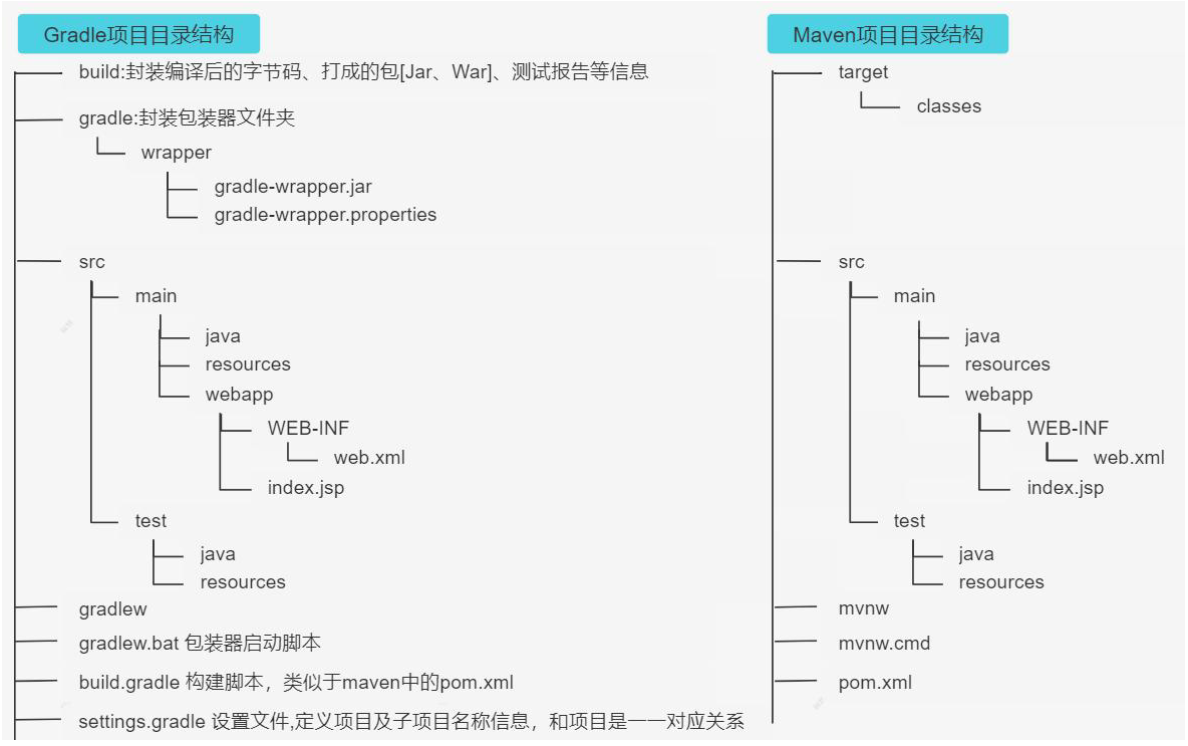 Gradle项目目录结构
build:封装编译后的字节码、打成的包[Jar、War]、测试报告等信息
gradle:封装包装器文件夹
wrapper
gradle-wrapper.jar
gradle-wrapper.properties
src
main
java
resources
webapp
WEB-INF
web.xml
index.jsp
test
java
resources
gradlew
gradlew.bat 包装器启动脚本
build.gradle 构建脚本，类似于maven中的pom.xml
settings.gradle 设置文件,定义项目及子项目名称信息，和项目是一一对应关系
Maven项目目录结构
target
classes
src
main
java
resources
webapp
WEB-INF
web.xml
index.jsp
test
java
resources
mvnw
mvnw.cmd
pom.xml